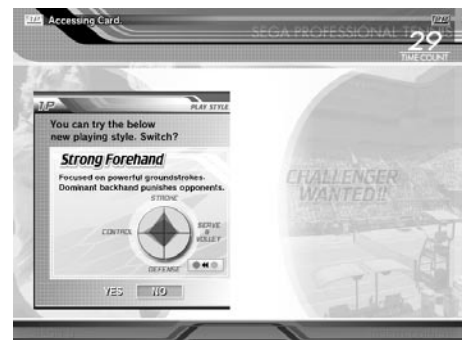 Accessing Card.
SEGA PROFESSIONAL TENNIS
29
TIME COUNT
1P
PLAY STYLE
You can try the below
new playing style. Switch?
Strong Forehand
Focused on powerful groundstrokes.
Dominant backhand punishes opponents.
STROKE
CONTROL
SERVE
&
VOLLEY
DEFENSE
YES
NO
CHALLENGER
WANTED!!